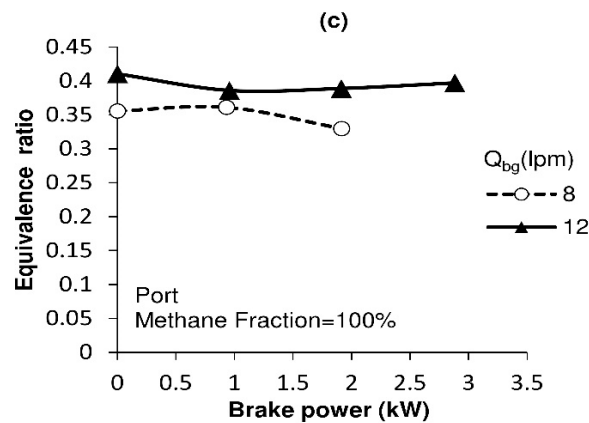 (c)
0.45
0.4
0.35
0.3
0.25
0.2
0.15
0.1
0.05
0
Equivalence ratio
Port
Methane Fraction=100%
Qbg(lpm)
8
12
0 0.5 1 1.5 2 2.5 3 3.5
Brake power (kW)